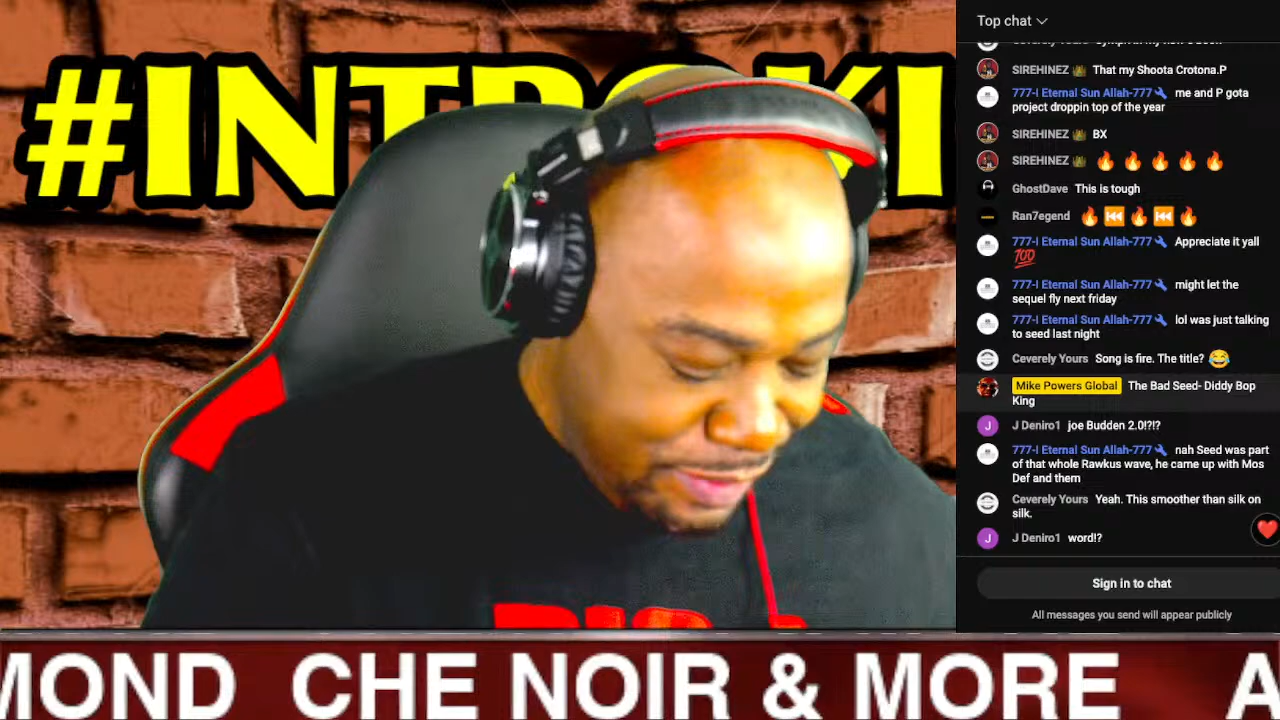 #INTRO
Top chat
SIREHINEZ That my Shoota Crotona.P
777-I Eternal Sun Allah-777 me and P gota
project droppin top of the year
SIREHINEZ BX
SIREHINEZ 🔥🔥🔥🔥🔥
GhostDave This is tough
Ran7egend 🔥⏮️🔥⏮️🔥
777-I Eternal Sun Allah-777 Appreciate it yall
💯
777-I Eternal Sun Allah-777 might let the
sequel fly next friday
777-I Eternal Sun Allah-777 lol was just talking
to seed last night
Ceverely Yours Song is fire. The title? 😂
Mike Powers Global The Bad Seed- Diddy Bop
King
J
J Deniro1 joe Budden 2.0!?!?
777-I Eternal Sun Allah-777 nah Seed was part
of that whole Rawkus wave, he came up with Mos
Def and them
Ceverely Yours Yeah. This smoother than silk on
silk.
J
J Deniro1 word!?
Sign in to chat
All messages you send will appear publicly
MOND CHE NOIR & MORE A